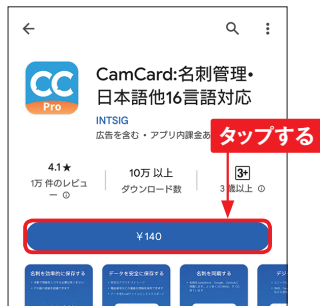 CC
Pro
CamCard:名刺管理・
日本語他16言語対応
INTSIG
広告を含む・アプリ内課金あ
タップする
4.1★
1万 件のレビュ
ー
10万 以上
ダウンロード数
3+
3 歳以上
¥140
名刺を効率的に保存する
データを安全に保存する
名刺を同期する
デジ